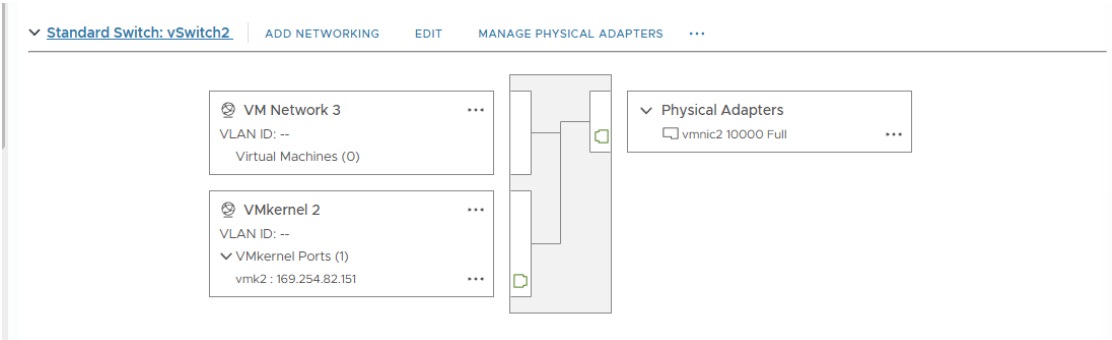 Standard Switch: vSwitch2 ADD NETWORKING EDIT MANAGE PHYSICAL ADAPTERS ...
VM Network 3 ...
VLAN ID: --
Virtual Machines (0)
VMkernel 2 ...
VLAN ID: --
VMkernel Ports (1)
vmk2 : 169.254.82.151 ...
Physical Adapters
vmnic2 10000 Full ...